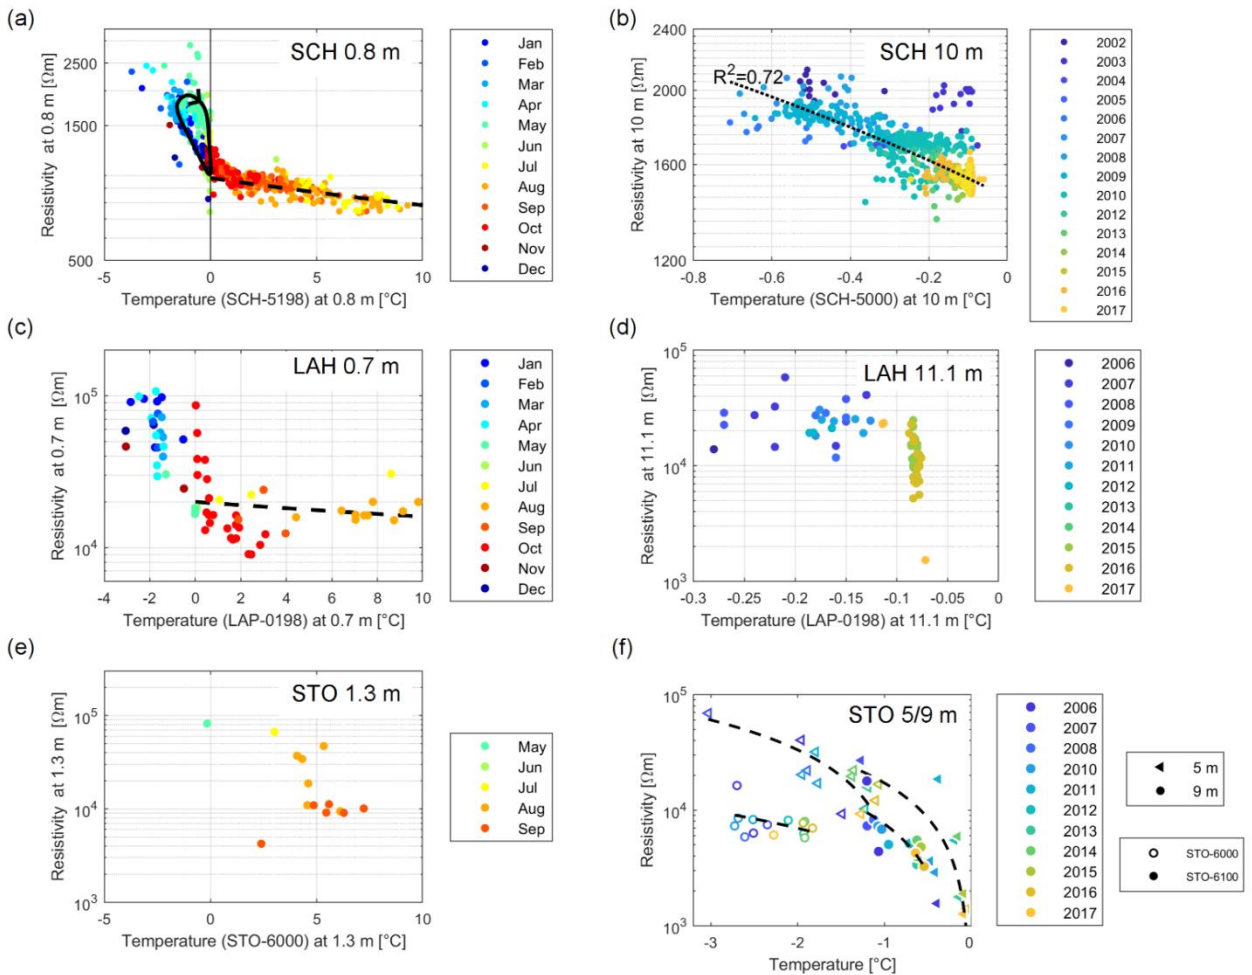 (a)
SCH 0.8 m
2500
1500
500
Resistivity at 0.8 m [Ωm]
-5
0
5
10
Temperature (SCH-5198) at 0.8 m [°C]
Jan
Feb
Mar
Apr
May
Jun
Jul
Aug
Sep
Oct
Nov
Dec
(b)
SCH 10 m
R²=0.72
2400
2000
1600
1200
Resistivity at 10 m [Ωm]
-0.8
-0.6
-0.4
-0.2
0
Temperature (SCH-5000) at 10 m [°C]
2002
2003
2004
2005
2006
2007
2008
2009
2010
2012
2013
2014
2015
2016
2017
(c)
LAH 0.7 m
10⁵
10⁴
Resistivity at 0.7 m [Ωm]
-4
-2
0
2
4
6
8
10
Temperature (LAP-0198) at 0.7 m [°C]
Jan
Feb
Mar
Apr
May
Jun
Jul
Aug
Sep
Oct
Nov
Dec
(d)
LAH 11.1 m
10⁵
10⁴
10³
Resistivity at 11.1 m [Ωm]
-0.3
-0.25
-0.2
-0.15
-0.1
-0.05
0
Temperature (LAP-0198) at 11.1 m [°C]
2006
2007
2008
2009
2010
2011
2012
2013
2014
2015
2016
2017
(e)
STO 1.3 m
10⁵
10⁴
10³
Resistivity at 1.3 m [Ωm]
-5
0
5
10
Temperature (STO-6000) at 1.3 m [°C]
May
Jun
Jul
Aug
Sep
(f)
STO 5/9 m
10⁵
10⁴
10³
Resistivity [Ωm]
-3
-2
-1
0
Temperature [°C]
2006
2007
2008
2010
2011
2012
2013
2014
2015
2016
2017
5 m
9 m
STO-6000
STO-6100